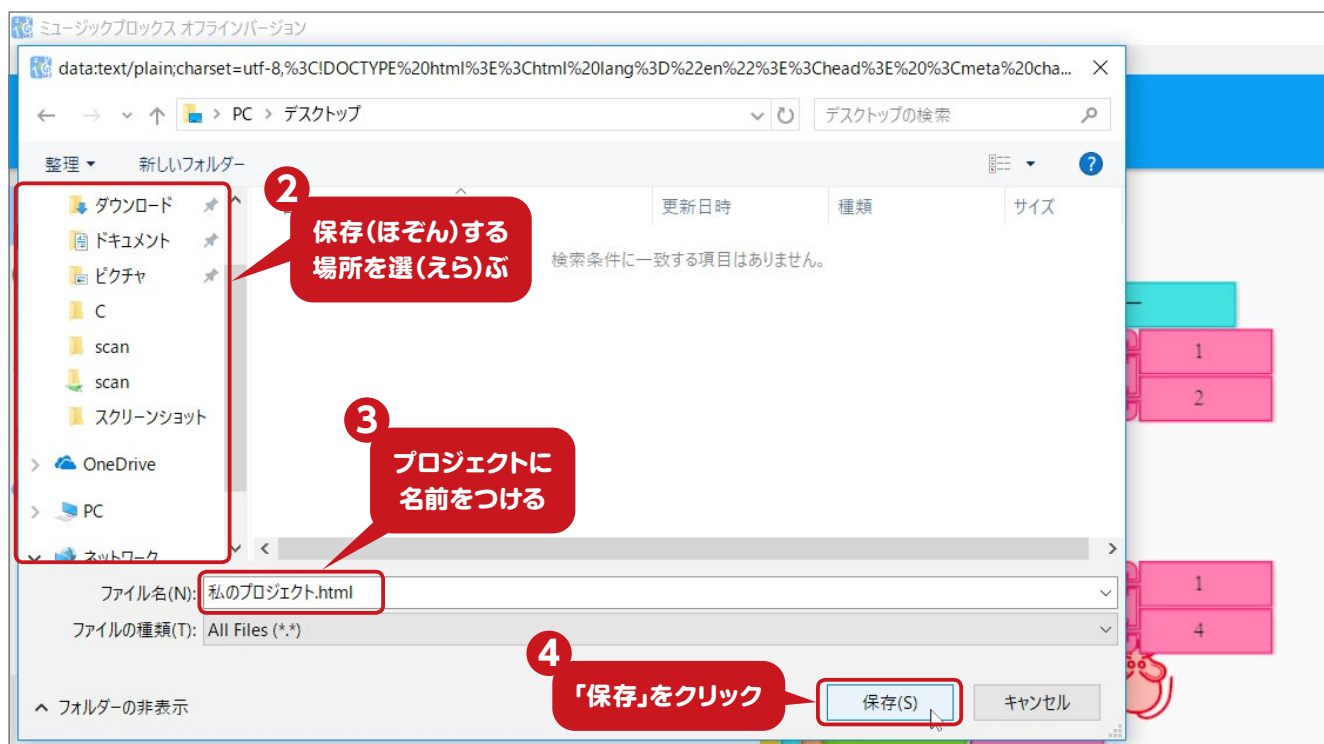 ミュージックブロックス オフラインバージョン
data:text/plain;charset=utf-8,%3C!DOCTYPE%20html%3E%3Chtml%20lang%3D%22en%22%3E%3Chead%3E%20%3Cmeta%20cha...
PC > デスクトップ
デスクトップの検索
整理 新しいフォルダー
更新日時 種類 サイズ
ダウンロード
ドキュメント
ピクチャ
C
scan
scan
スクリーンショット
OneDrive
PC
ネットワーク
2
保存(ほぞん)する
場所を選(えら)ぶ
検索条件に一致する項目はありません。
3
プロジェクトに
名前をつける
ファイル名(N): 私のプロジェクト.html
ファイルの種類(T): All Files (*.*)
4
「保存」をクリック
フォルダーの非表示
保存(S) キャンセル
1
2
1
4